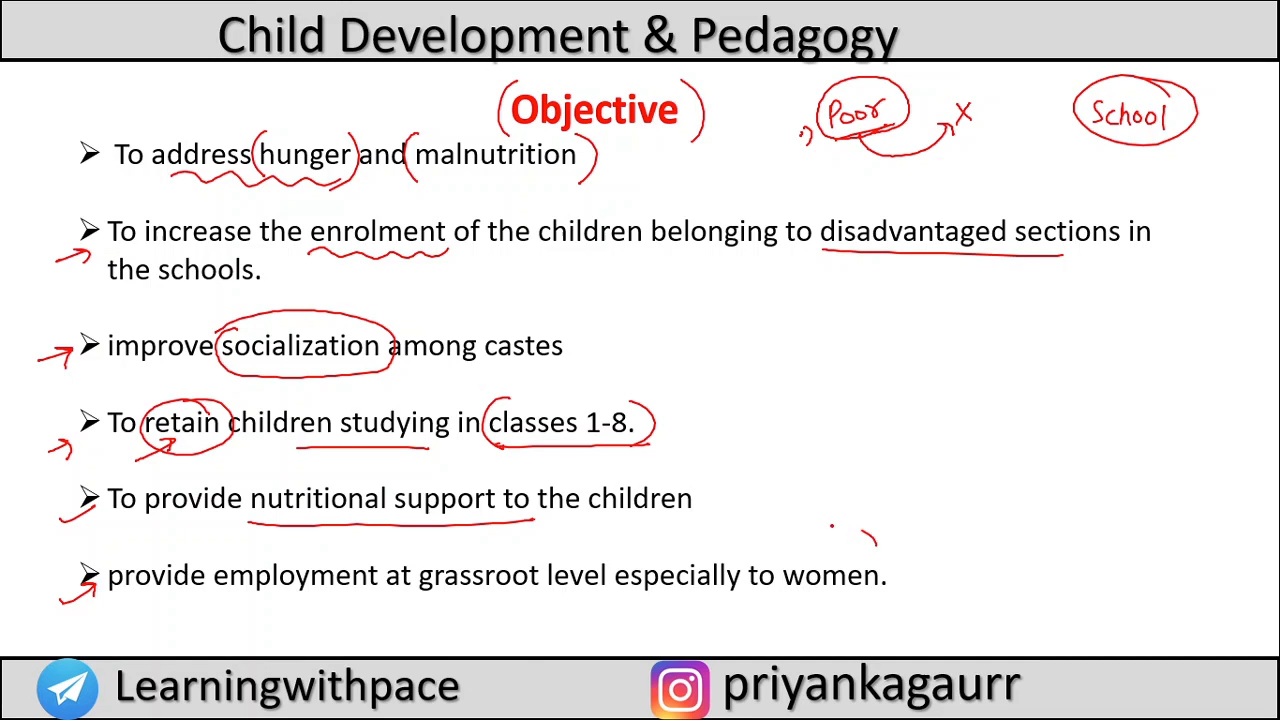 Child Development & Pedagogy
Objective
Poor
x
School
➢ To address hunger and malnutrition
➢ To increase the enrolment of the children belonging to disadvantaged sections in
the schools.
➢ improve socialization among castes
➢ To retain children studying in classes 1-8.
➢ To provide nutritional support to the children
➢ provide employment at grassroot level especially to women.
Learningwithpace
priyankagaurr